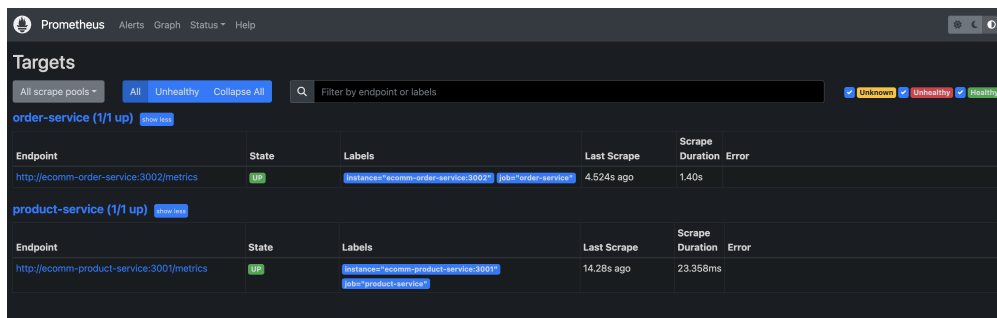 Prometheus Alerts Graph Status Help
Targets
All scrape pools All Unhealthy Collapse All Filter by endpoint or labels Unknown Unhealthy Healthy
order-service (1/1 up) show less
Endpoint State Labels Last Scrape Scrape Duration Error
http://ecomm-order-service:3002/metrics UP instance="ecomm-order-service:3002" job="order-service" 4.524s ago 1.40s
product-service (1/1 up) show less
Endpoint State Labels Last Scrape Scrape Duration Error
http://ecomm-product-service:3001/metrics UP instance="ecomm-product-service:3001" 14.28s ago 23.358ms
job="product-service"